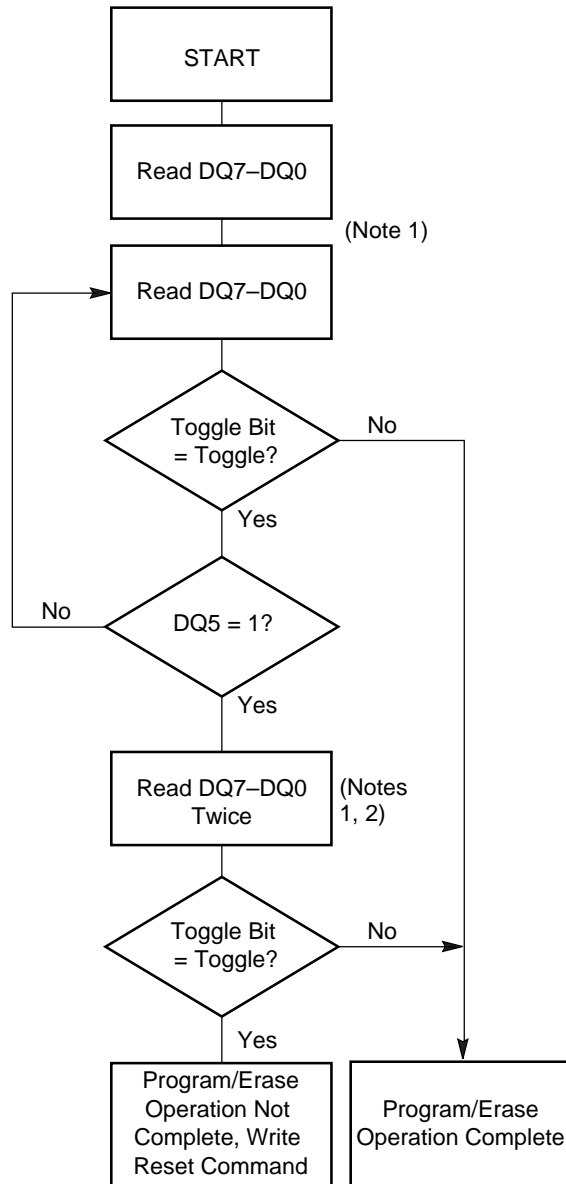 START
Read DQ7–DQ0
(Note 1)
Read DQ7–DQ0
Toggle Bit
= Toggle?
No
Yes
DQ5 = 1?
No
Yes
Read DQ7–DQ0
Twice
(Notes
1, 2)
Toggle Bit
= Toggle?
No
Yes
Program/Erase
Operation Not
Complete, Write
Reset Command
Program/Erase
Operation Complete